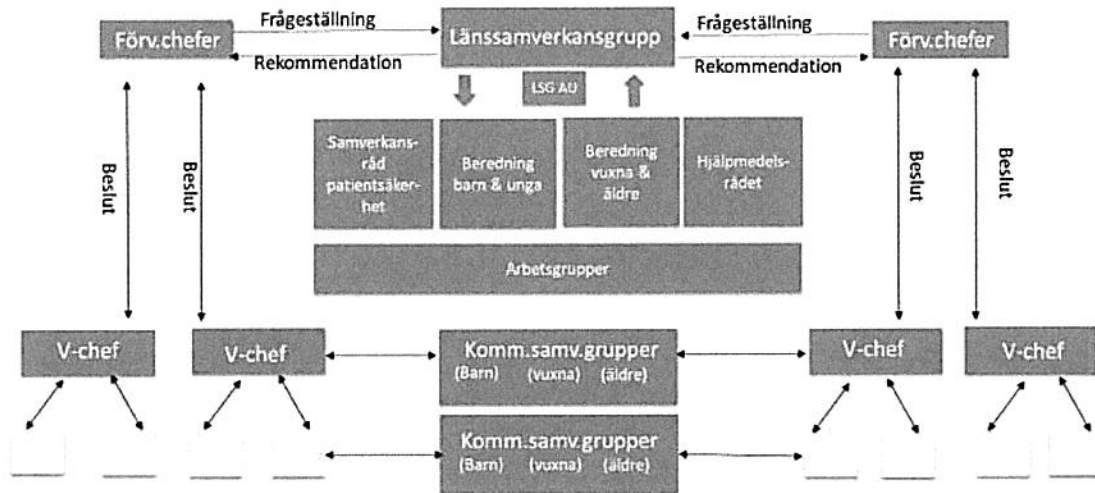 Frågeställning
Frågeställning
Förv.chefer
Länssamverkansgrupp
Förv.chefer
Rekommendation
Rekommendation
LSG AU
Samverkans-
råd
patientsäker-
het
Beredning
barn & unga
Beredning
vuxna &
äldre
Hjälpmedels-
rådet
Beslut
Beslut
Beslut
Beslut
Arbetsgrupper
V-chef
V-chef
Komm.samv.grupper
(Barn) (vuxna) (äldre)
V-chef
V-chef
Komm.samv.grupper
(Barn) (vuxna) (äldre)